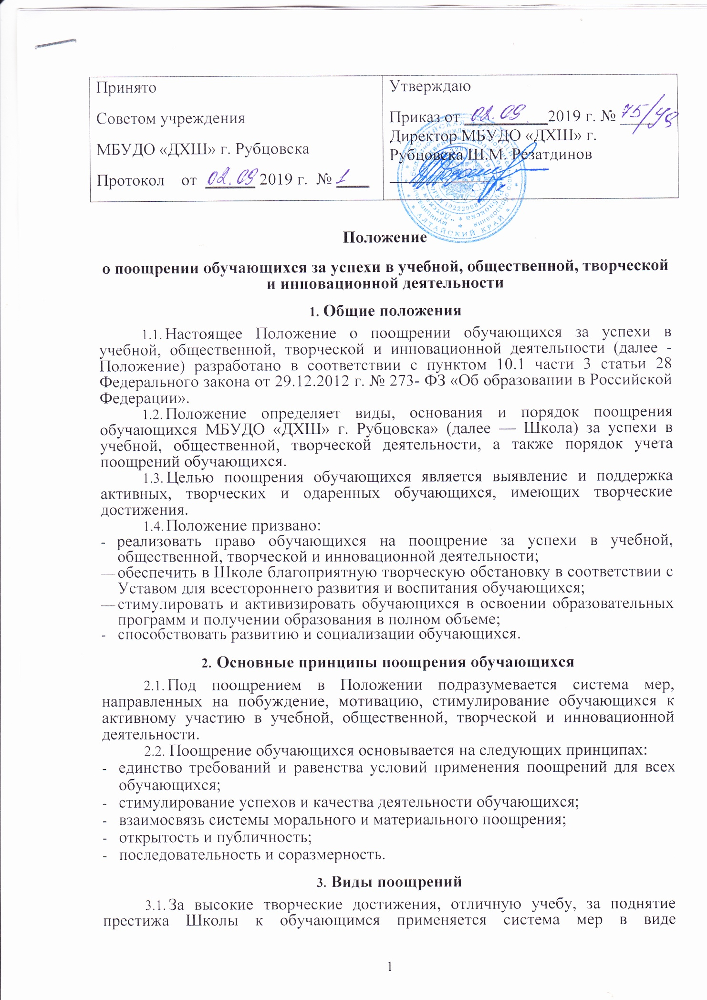 Принято
Советом учреждения
МБУДО «ДХШ» г. Рубцовска
Протокол от 02.09 2019 г. № 1
Утверждаю
Приказ от 02.09 2019 г. № 75/уч
Директор МБУДО «ДХШ» г.
Рубцовска Ш.М. Резатдинов
АЛТАЙСКИЙ КРАЙ
Положение
о поощрении обучающихся за успехи в учебной, общественной, творческой
и инновационной деятельности
1. Общие положения
1.1. Настоящее Положение о поощрении обучающихся за успехи в
учебной, общественной, творческой и инновационной деятельности (далее -
Положение) разработано в соответствии с пунктом 10.1 части 3 статьи 28
Федерального закона от 29.12.2012 г. № 273- ФЗ «Об образовании в Российской
Федерации».
1.2. Положение определяет виды, основания и порядок поощрения
обучающихся МБУДО «ДХШ» г. Рубцовска» (далее — Школа) за успехи в
учебной, общественной, творческой деятельности, а также порядок учета
поощрений обучающихся.
1.3. Целью поощрения обучающихся является выявление и поддержка
активных, творческих и одаренных обучающихся, имеющих творческие
достижения.
1.4. Положение призвано:
- реализовать право обучающихся на поощрение за успехи в учебной,
общественной, творческой и инновационной деятельности;
— обеспечить в Школе благоприятную творческую обстановку в соответствии с
Уставом для всестороннего развития и воспитания обучающихся;
— стимулировать и активизировать обучающихся в освоении образовательных
программ и получении образования в полном объеме;
- способствовать развитию и социализации обучающихся.
2. Основные принципы поощрения обучающихся
2.1. Под поощрением в Положении подразумевается система мер,
направленных на побуждение, мотивацию, стимулирование обучающихся к
активному участию в учебной, общественной, творческой и инновационной
деятельности.
2.2. Поощрение обучающихся основывается на следующих принципах:
- единство требований и равенства условий применения поощрений для всех
обучающихся;
- стимулирование успехов и качества деятельности обучающихся;
- взаимосвязь системы морального и материального поощрения;
- открытость и публичность;
- последовательность и соразмерность.
3. Виды поощрений
3.1. За высокие творческие достижения, отличную учебу, за поднятие
престижа Школы к обучающимся применяется система мер в виде
1